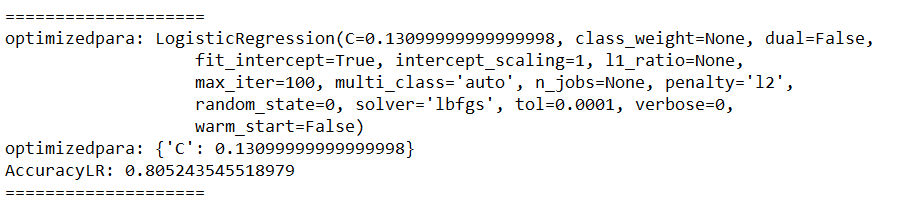 ====================
optimizedpara: LogisticRegression(C=0.13099999999999998, class_weight=None, dual=False,
                   fit_intercept=True, intercept_scaling=1, l1_ratio=None,
                   max_iter=100, multi_class='auto', n_jobs=None, penalty='l2',
                   random_state=0, solver='lbfgs', tol=0.0001, verbose=0,
                   warm_start=False)
optimizedpara: {'C': 0.13099999999999998}
AccuracyLR: 0.805243545518979
====================